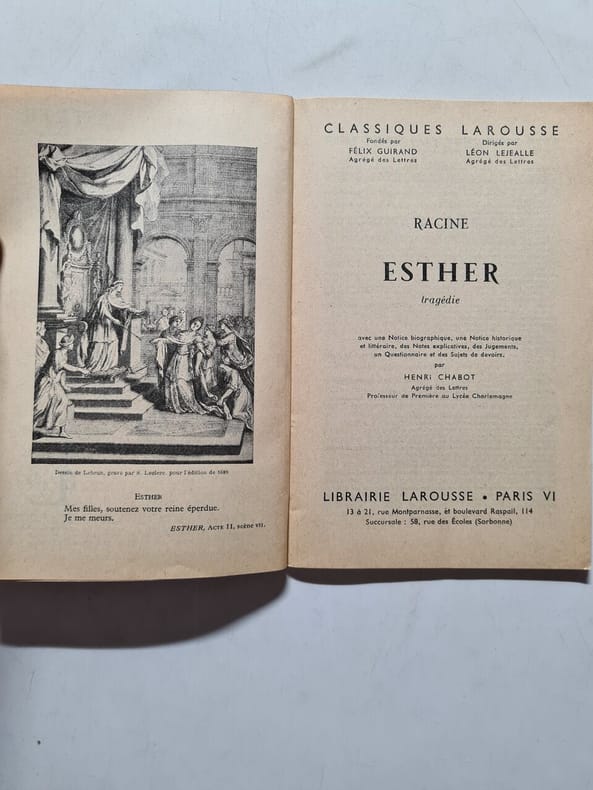 Dessin de Lebrun, gravé par S. Leclerc, pour l'édition de 1689.
ESTHER
Mes filles, soutenez votre reine éperdue.
Je me meurs.
ESTHER, ACTE II, SCÈNE VII.
CLASSIQUES LAROUSSE
Fondés par
FÉLIX GUIRAND
Agrégé des Lettres
Dirigés par
LÉON LEJEALLE
Agrégé des Lettres
RACINE
ESTHER
tragédie
avec une Notice biographique, une Notice historique
et littéraire, des Notes explicatives, des Jugements,
un Questionnaire et des Sujets de devoirs,
par
HENRI CHABOT
Agrégé des Lettres
Professeur de Première au Lycée Charlemagne
LIBRAIRIE LAROUSSE • PARIS VI
13 à 21, rue Montparnasse, et boulevard Raspail, 114
Succursale : 58, rue des Écoles (Sorbonne)